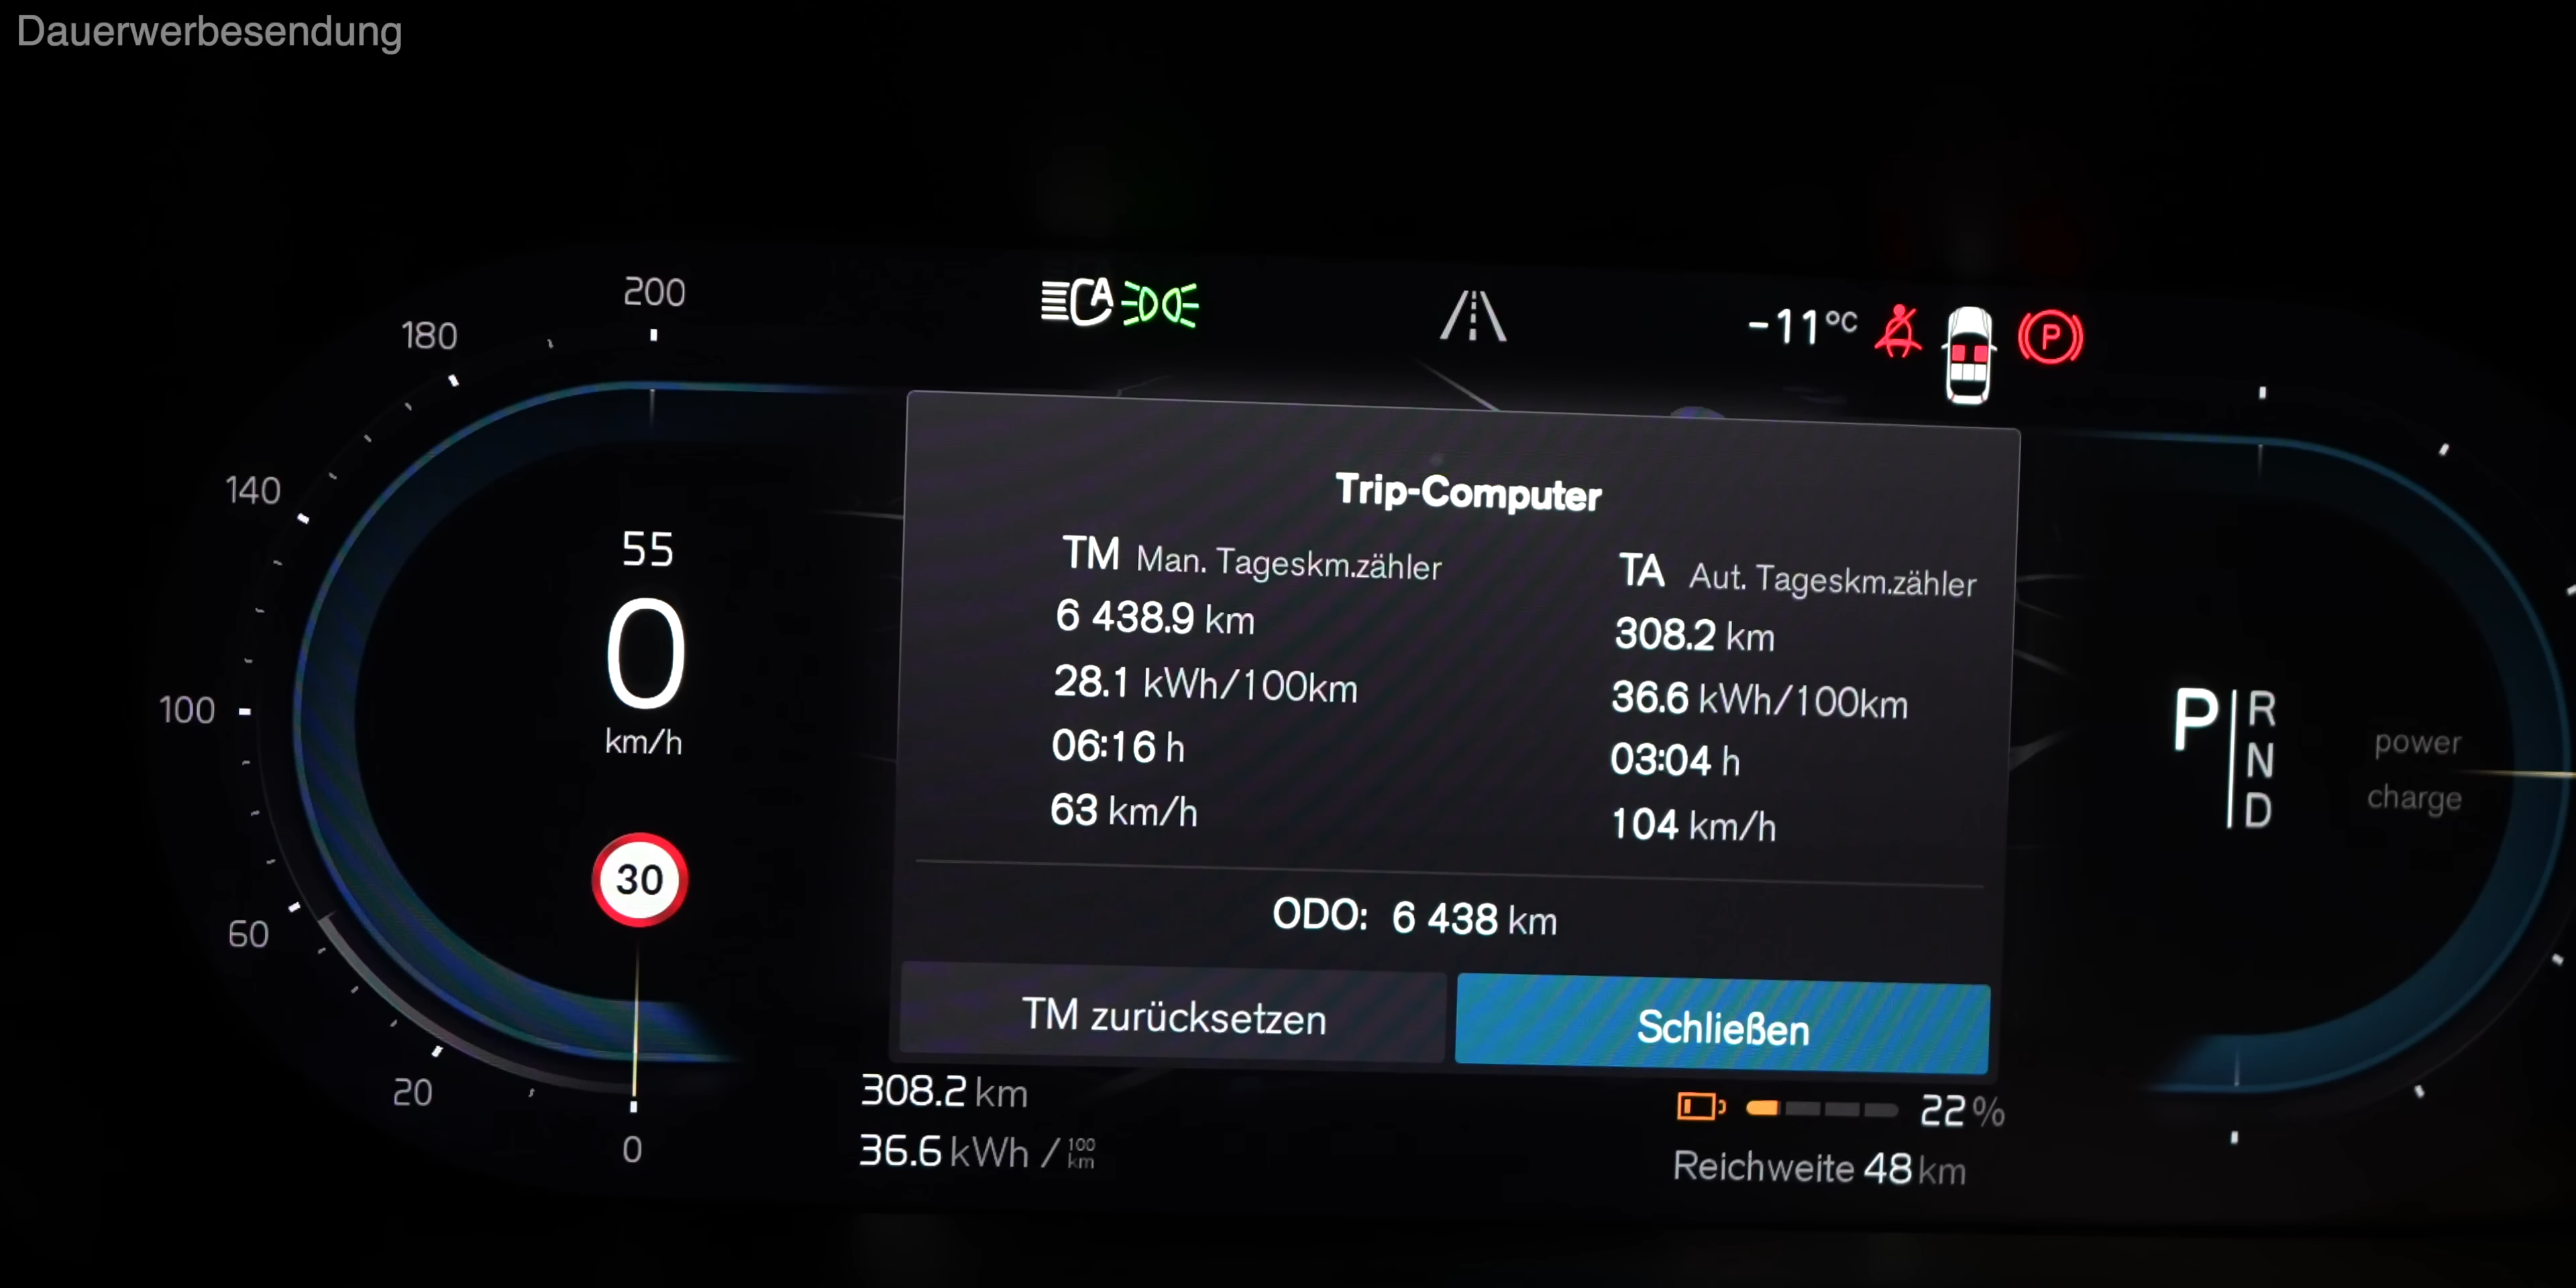 Dauerwerbesendung
200
180
140
100
60
20
0
55
0
km/h
30
A
-11°C
P
Trip-Computer
TM Man. Tageskm.zähler
6 438.9 km
28.1 kWh/100km
06:16 h
63 km/h
TA Aut. Tageskm.zähler
308.2 km
36.6 kWh/100km
03:04 h
104 km/h
ODO: 6 438 km
TM zurücksetzen
Schließen
308.2 km
36.6 kWh / 100 km
22 %
Reichweite 48 km
P
R
N
D
power
charge